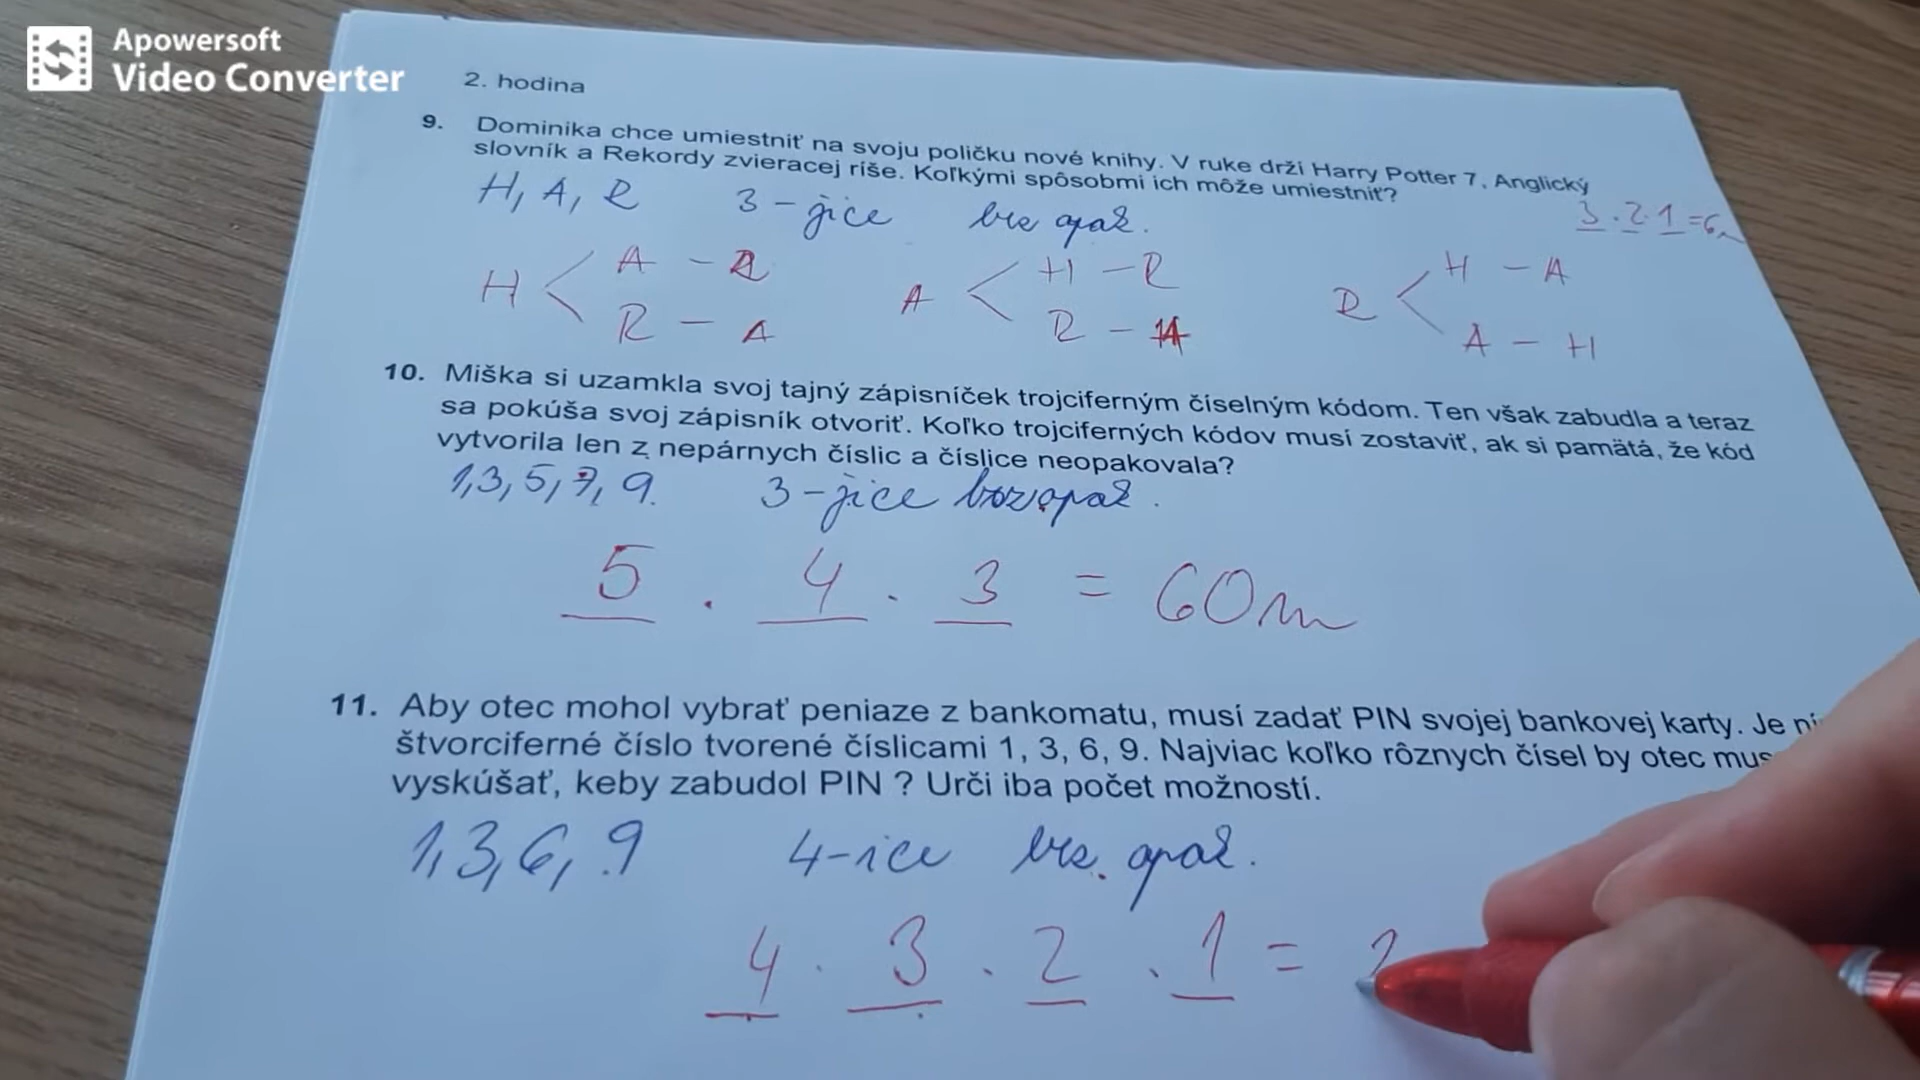 Apowersoft
Video Converter
2. hodina
9. Dominika chce umiestniť na svoju poličku nové knihy. V ruke drží Harry Potter 7, Anglický
slovník a Rekordy zvieracej ríše. Koľkými spôsobmi ich môže umiestniť?
H, A, R 3-jice bez opak.
3 . 2 . 1 = 6m
H < A - R
R - A
A < H - R
R - H
R < H - A
A - H
10. Miška si uzamkla svoj tajný zápisníček trojciferným číselným kódom. Ten však zabudla a teraz
sa pokúša svoj zápisník otvoriť. Koľko trojciferných kódov musí zostaviť, ak si pamätá, že kód
vytvorila len z nepárnych číslic a číslice neopakovala?
1, 3, 5, 7, 9. 3-jice bez opak.
5 . 4 . 3 = 60m
11. Aby otec mohol vybrať peniaze z bankomatu, musí zadať PIN svojej bankovej karty. Je
štvorciferné číslo tvorené číslicami 1, 3, 6, 9. Najviac koľko rôznych čísel by otec
vyskúšať, keby zabudol PIN ? Urči iba počet možností.
1, 3, 6, 9 4-ice bez. opak.
4 . 3 . 2 . 1 = 2